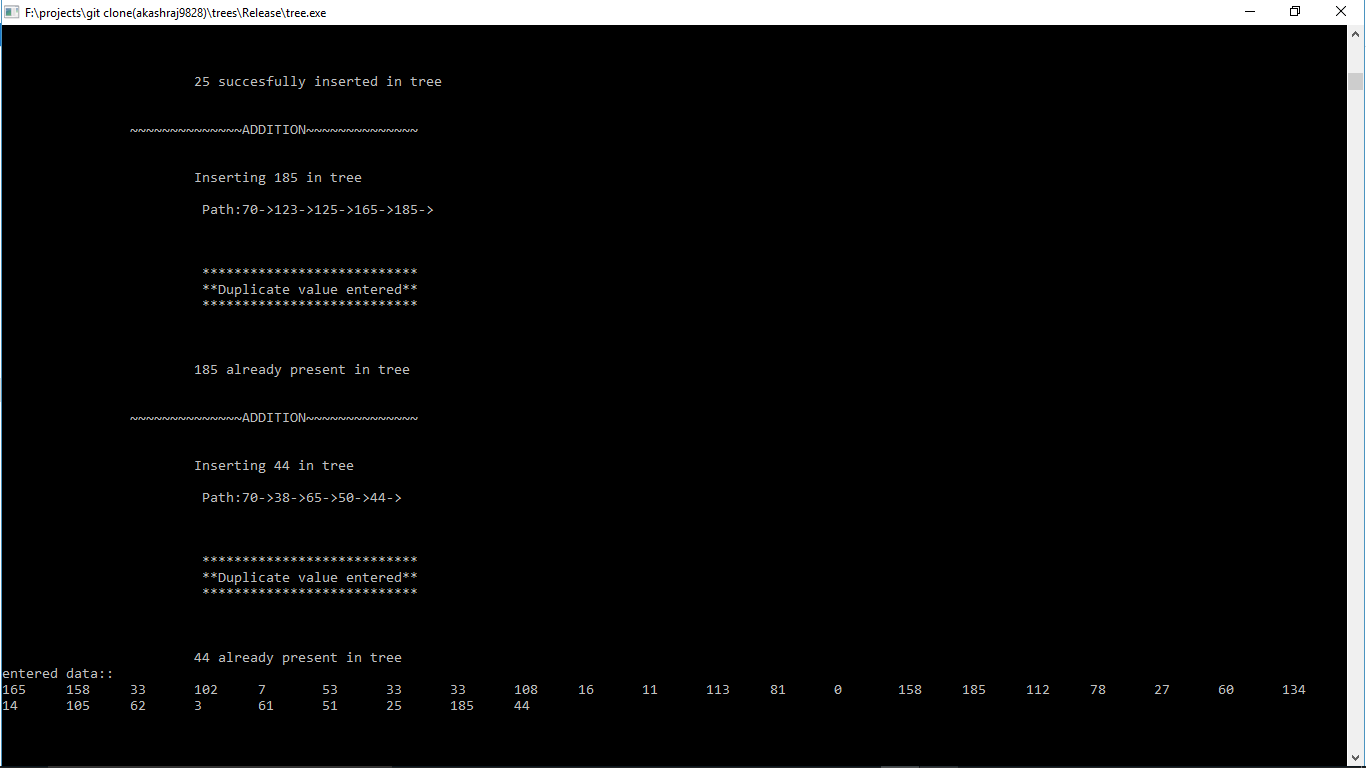 F:\projects\git clone(akashraj9828)\trees\Release\tree.exe
25 succesfully inserted in tree
~~~~~~~~~~~~~~ADDITION~~~~~~~~~~~~~~
Inserting 185 in tree
Path:70->123->125->165->185->
***************************
**Duplicate value entered**
***************************
185 already present in tree
~~~~~~~~~~~~~~ADDITION~~~~~~~~~~~~~~
Inserting 44 in tree
Path:70->38->65->50->44->
***************************
**Duplicate value entered**
***************************
44 already present in tree
entered data::
165 158 33 102 7 53 33 33 108 16 11 113 81 0 158 185 112 78 27 60 134
14 105 62 3 61 51 25 185 44